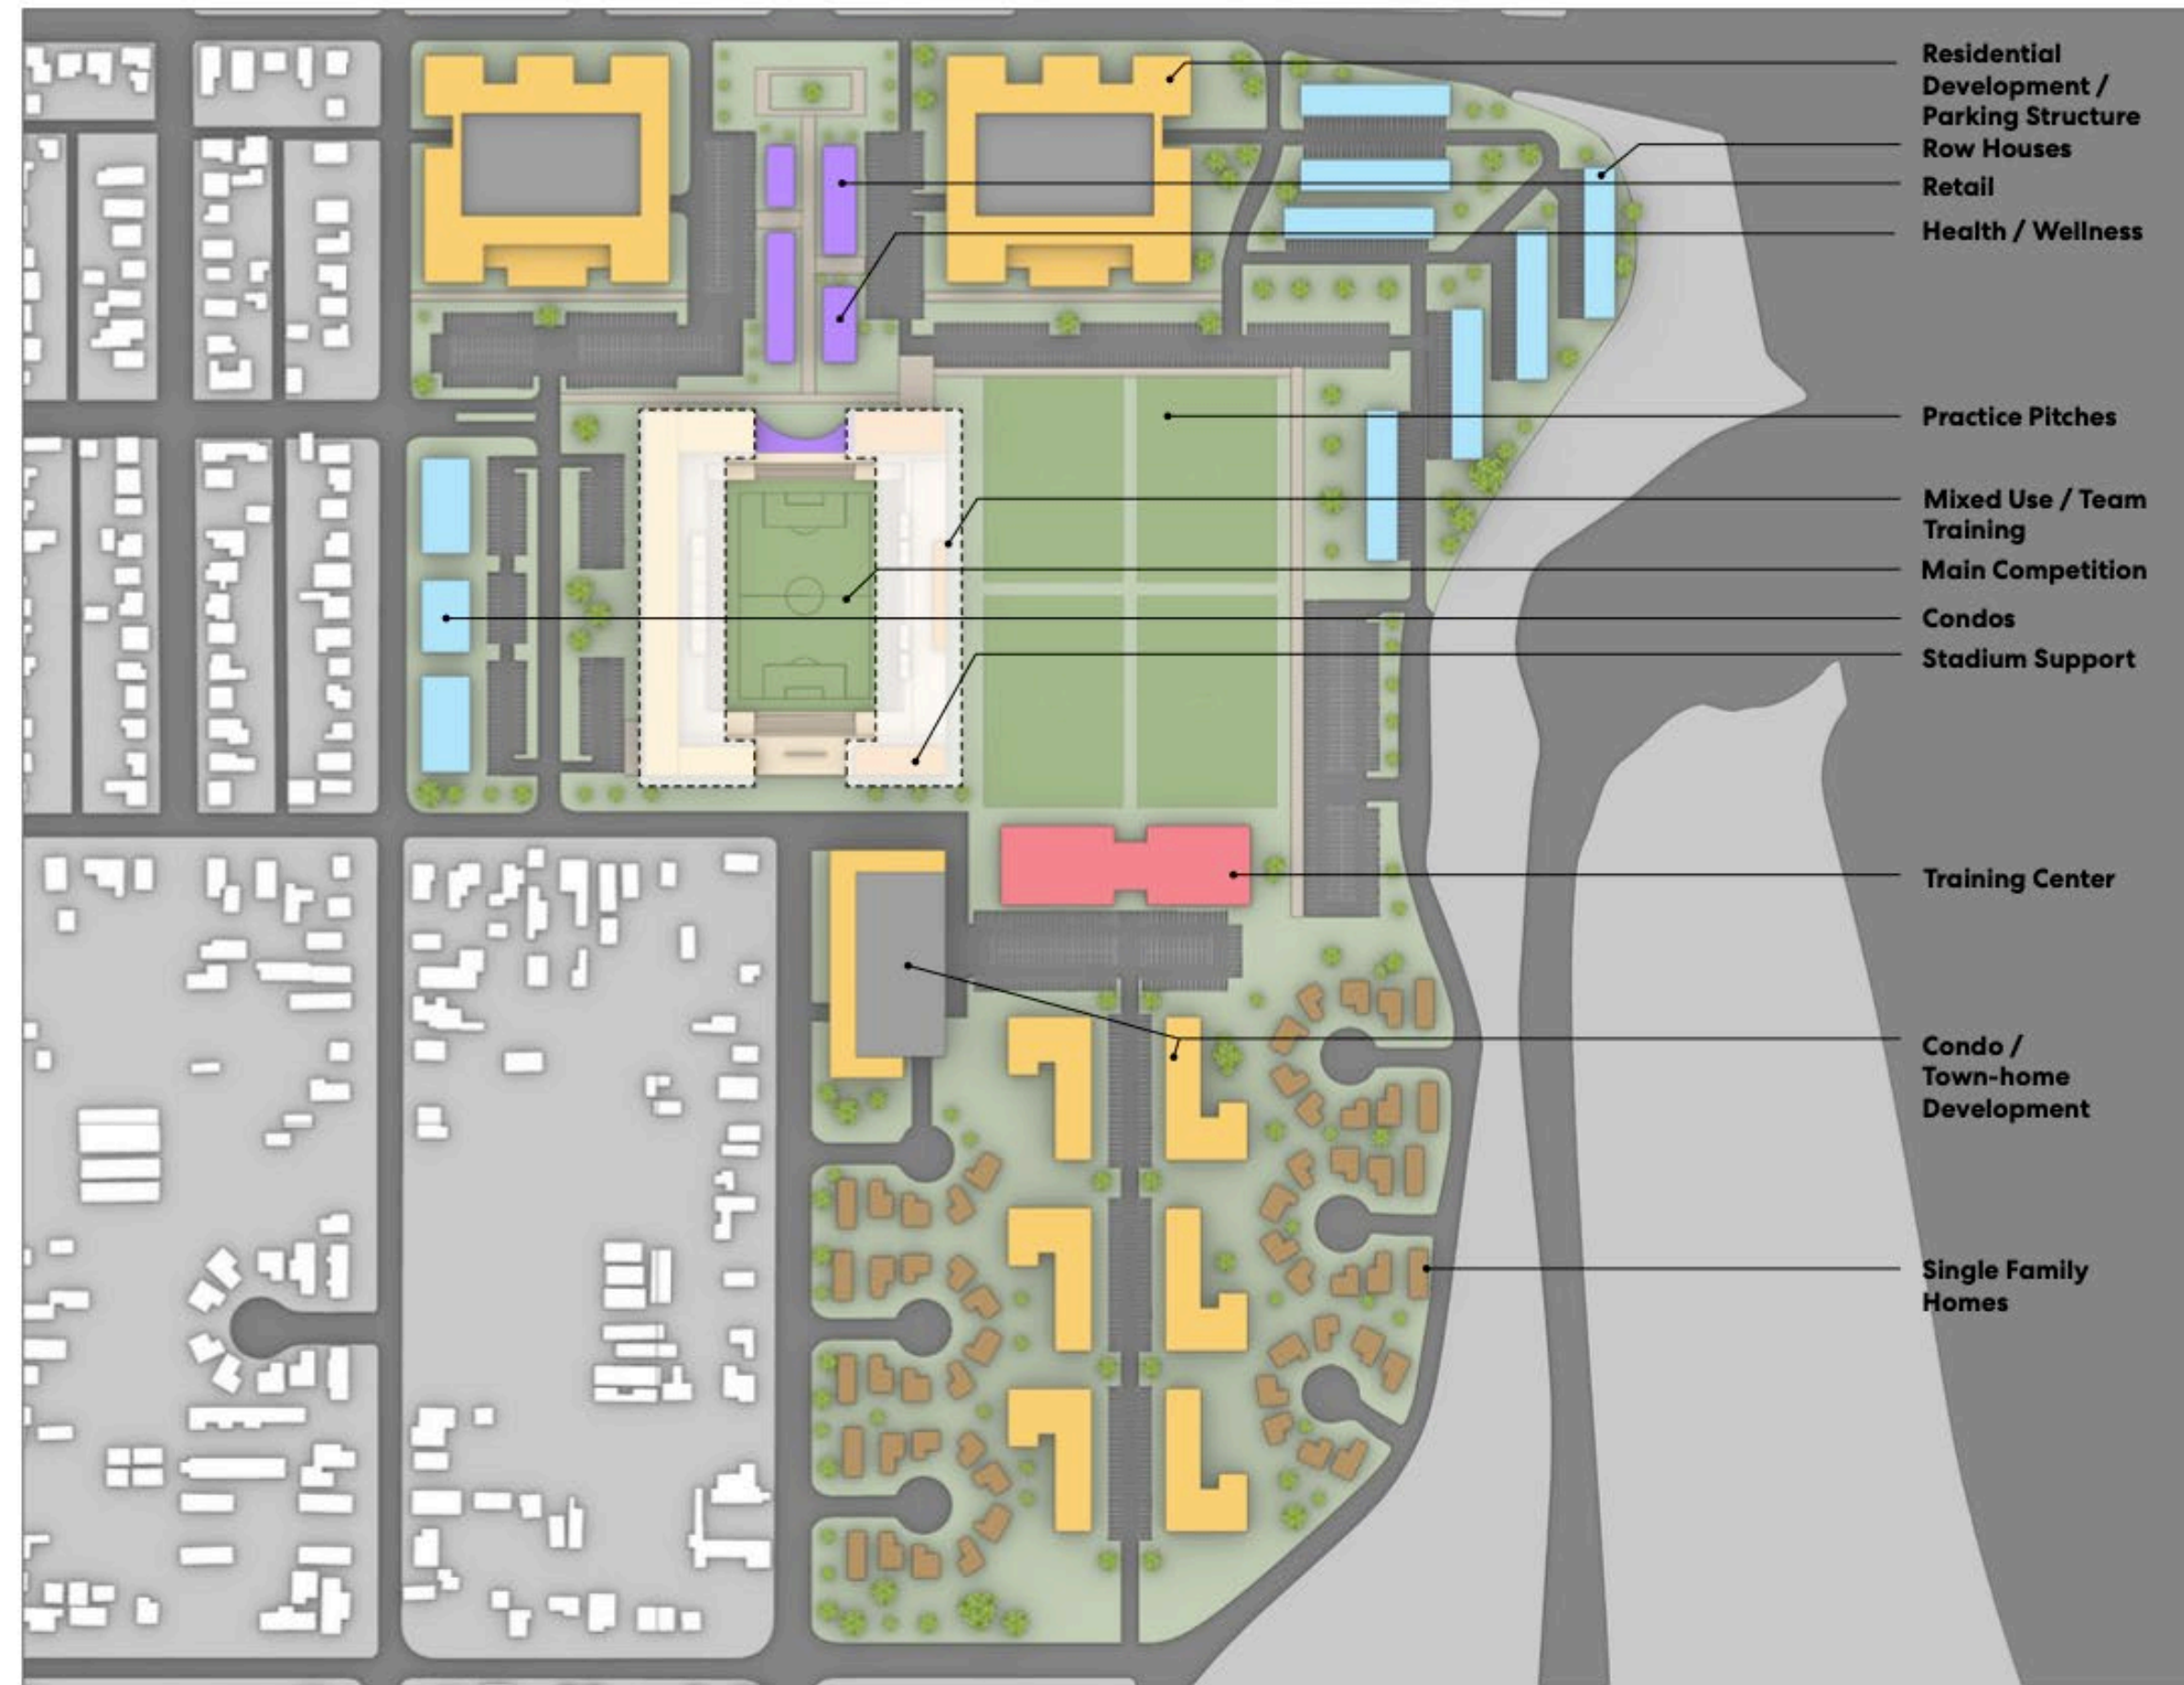 Residential
Development /
Parking Structure
Row Houses
Retail
Health / Wellness
Practice Pitches
Mixed Use / Team
Training
Main Competition
Condos
Stadium Support
Training Center
Condo /
Town-home
Development
Single Family
Homes